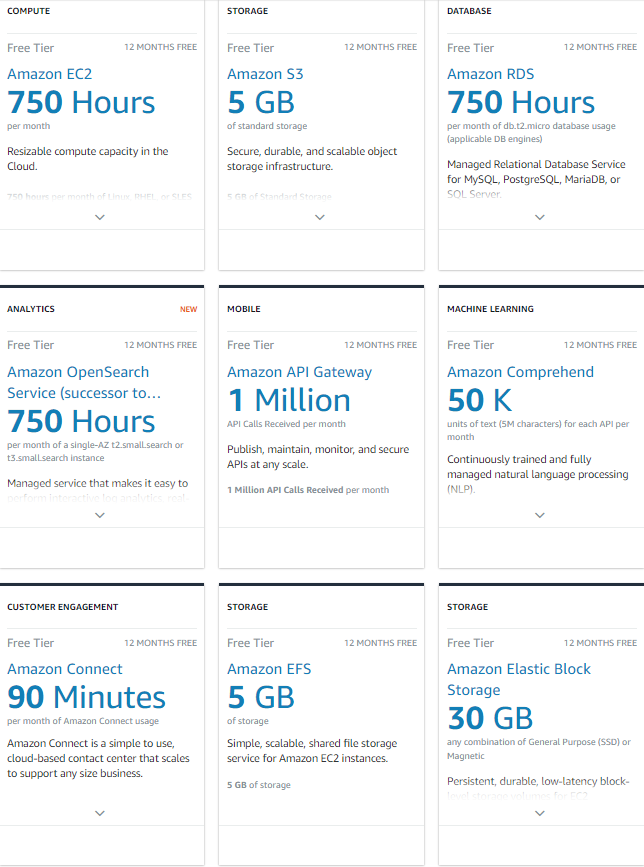 COMPUTE
Free Tier 12 MONTHS FREE
Amazon EC2
750 Hours
per month
Resizable compute capacity in the
Cloud.
750 hours per month of Linux, RHEL, or SLES
STORAGE
Free Tier 12 MONTHS FREE
Amazon S3
5 GB
of standard storage
Secure, durable, and scalable object
storage infrastructure.
5 GB of Standard Storage
DATABASE
Free Tier 12 MONTHS FREE
Amazon RDS
750 Hours
per month of db.t2.micro database usage
(applicable DB engines)
Managed Relational Database Service
for MySQL, PostgreSQL, MariaDB, or
SQL Server.
ANALYTICS NEW
Free Tier 12 MONTHS FREE
Amazon OpenSearch
Service (successor to…
750 Hours
per month of a single-AZ t2.small.search or
t3.small.search instance
Managed service that makes it easy to
perform interactive log analytics, real-
MOBILE
Free Tier 12 MONTHS FREE
Amazon API Gateway
1 Million
API Calls Received per month
Publish, maintain, monitor, and secure
APIs at any scale.
1 Million API Calls Received per month
MACHINE LEARNING
Free Tier 12 MONTHS FREE
Amazon Comprehend
50 K
units of text (5M characters) for each API per
month
Continuously trained and fully
managed natural language processing
(NLP).
CUSTOMER ENGAGEMENT
Free Tier 12 MONTHS FREE
Amazon Connect
90 Minutes
per month of Amazon Connect usage
Amazon Connect is a simple to use,
cloud-based contact center that scales
to support any size business.
STORAGE
Free Tier 12 MONTHS FREE
Amazon EFS
5 GB
of storage
Simple, scalable, shared file storage
service for Amazon EC2 instances.
5 GB of storage
STORAGE
Free Tier 12 MONTHS FREE
Amazon Elastic Block
Storage
30 GB
any combination of General Purpose (SSD) or
Magnetic
Persistent, durable, low-latency block-
level storage volumes for EC2